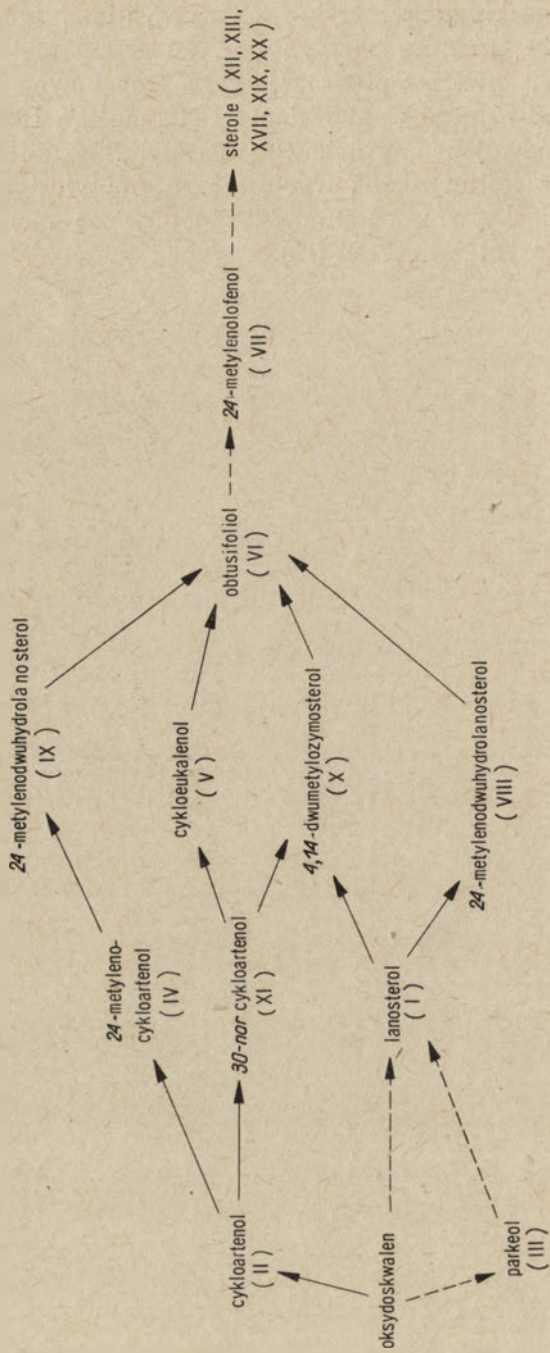 24-metylenodwuhydrola no sterol
( IX )
24-metyleno-
cykloartenol
( IV )
cykloartenol
( II )
30-nor cykloartenol
( XI )
cykloeukalenol
( V )
obtusifoliol
( VI )
24-metylenolofenol
( VII )
sterole ( XII, XIII,
XVII, XIX, XX )
4,14-dwumetylozymosterol
( X )
lanosterol
( I )
oksydoskwalen
24-metylenodwuhydrolanosterol
( VIII )
parkeol
( III )